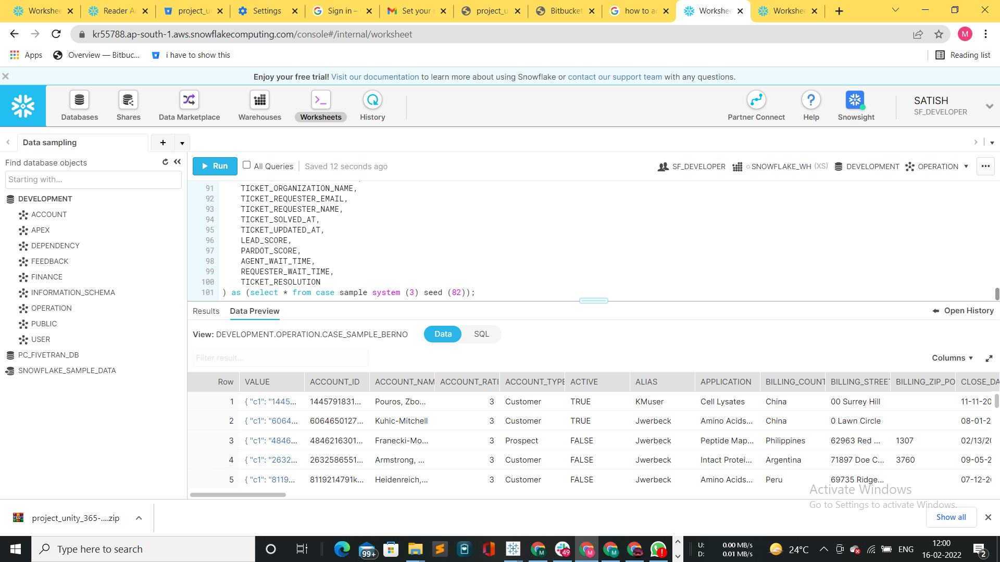 Workshe
Reader A
project_u
Settings
Sign in –
Set your
project_u
Bitbucket
how to a
Workshe
Workshe
kr55788.ap-south-1.aws.snowflakecomputing.com/console#/internal/worksheet
M
Apps
Overview — Bitbuc...
i have to show this
Reading list
Enjoy your free trial! Visit our documentation to learn more about using Snowflake or contact our support team with any questions.
Databases
Shares
Data Marketplace
Warehouses
Worksheets
History
Partner Connect
Help
Snowsight
SATISH
SF_DEVELOPER
Data sampling
Find database objects
Starting with...
DEVELOPMENT
ACCOUNT
APEX
DEPENDENCY
FEEDBACK
FINANCE
INFORMATION_SCHEMA
OPERATION
PUBLIC
USER
PC_FIVETRAN_DB
SNOWFLAKE_SAMPLE_DATA
Run All Queries Saved 12 seconds ago
SF_DEVELOPER SNOWFLAKE_WH (XS) DEVELOPMENT OPERATION
91 TICKET_ORGANIZATION_NAME,
92 TICKET_REQUESTER_EMAIL,
93 TICKET_REQUESTER_NAME,
94 TICKET_SOLVED_AT,
95 TICKET_UPDATED_AT,
96 LEAD_SCORE,
97 PARDOT_SCORE,
98 AGENT_WAIT_TIME,
99 REQUESTER_WAIT_TIME,
100 TICKET_RESOLUTION
101 ) as (select * from case sample system (3) seed (82));
Results Data Preview Open History
View: DEVELOPMENT.OPERATION.CASE_SAMPLE_BERNO Data SQL
Filter result...
Columns
Row VALUE ACCOUNT_ID ACCOUNT_NAM ACCOUNT_RATI ACCOUNT_TYPE ACTIVE ALIAS APPLICATION BILLING_COUNT BILLING_STREET BILLING_ZIP_PO CLOSE_DA
1 { "c1": "1445... 1445791831... Pouros, Zbo... 3 Customer TRUE KMuser Cell Lysates China 00 Surrey Hill 11-11-20
2 { "c1": "6064... 6064650127... Kuhic-Mitchell 3 Customer TRUE Jwerbeck Amino Acids... China 0 Lawn Circle 08-01-2
3 { "c1": "4846... 4846216301... Franecki-Mo... 3 Prospect FALSE Jwerbeck Peptide Map... Philippines 62963 Red ... 1307 02/13/20
4 { "c1": "2632... 2632586551... Armstrong, ... 3 Customer FALSE Jwerbeck Intact Protei... Argentina 71897 Doe C... 3760 09-05-2
5 { "c1": "8119... 8119214791k... Heidenreich,... 3 Customer FALSE Jwerbeck Amino Acids... Peru 69735 Ridge... 07-12-20
Activate Windows
Go to Settings to activate Windows.
project_unity_365-....zip
Show all
Type here to search
99+
49
U: 0.00 MB/s
D: 0.01 MB/s
24°C
ENG
12:00
16-02-2022
2